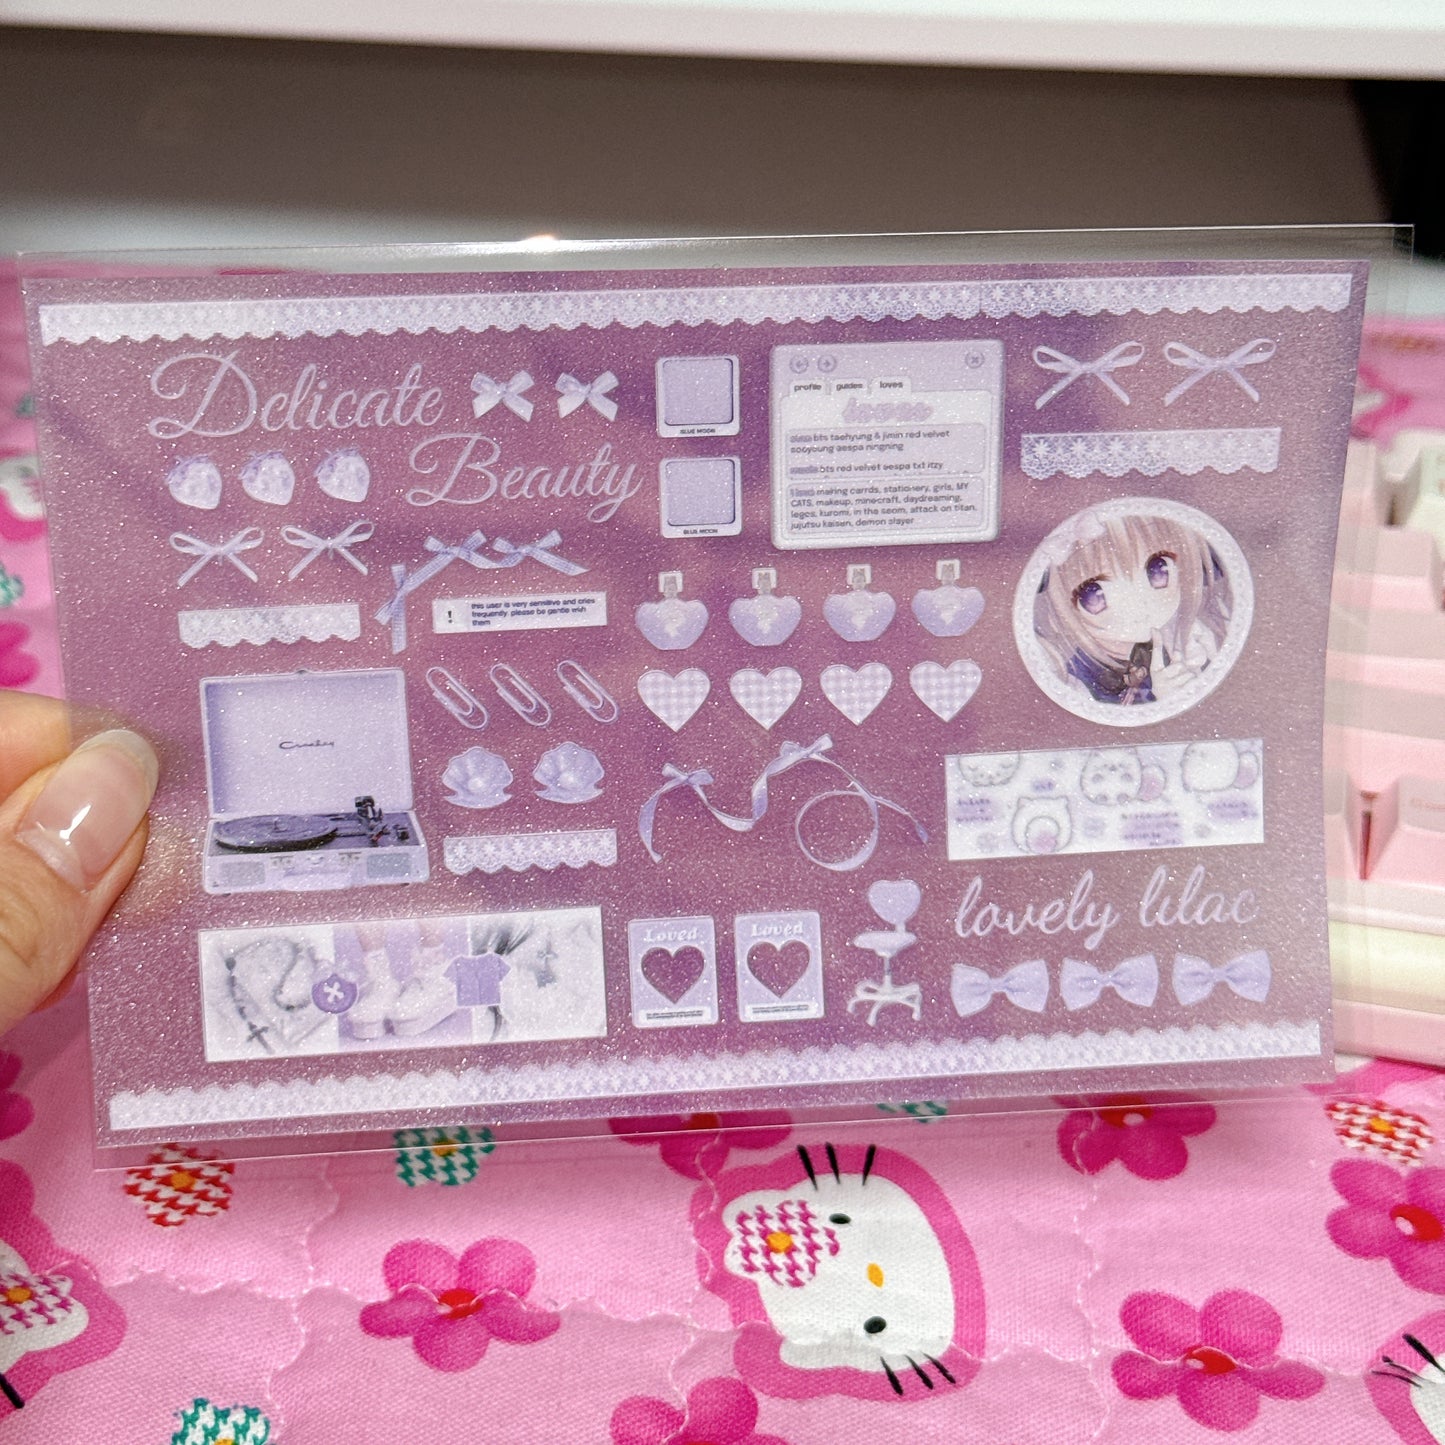 Delicate
Beauty
BLUE MOON
BLUE MOON
profile guides loves
bts taehyung & jimin red velvet
sooyoung aespa ningning
bts red velvet aespa txt itzy
making carrds, stationery, girls, MY
CATS, makeup, minecraft, daydreaming,
legos, kuromi, in the seom, attack on titan,
jujutsu kaisen, demon slayer
! this user is very sensitive and cries
frequently. please be gentle with
them
Crosley
lovely lilac
Loved
Loved